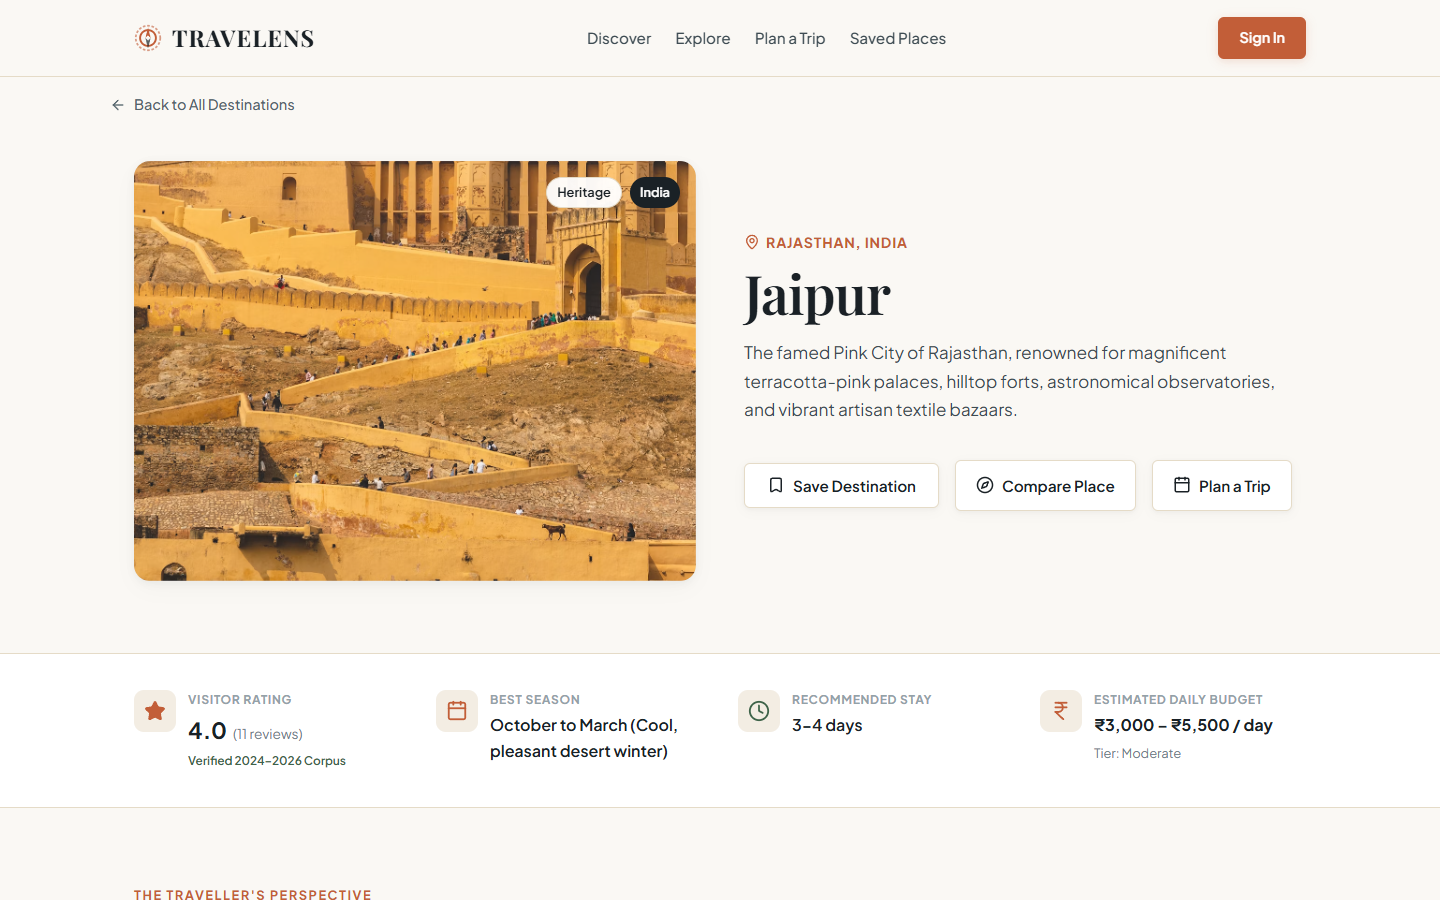 TRAVELENS
Discover
Explore
Plan a Trip
Saved Places
Sign In
Back to All Destinations
Heritage
India
RAJASTHAN, INDIA
Jaipur
The famed Pink City of Rajasthan, renowned for magnificent
terracotta-pink palaces, hilltop forts, astronomical observatories,
and vibrant artisan textile bazaars.
Save Destination
Compare Place
Plan a Trip
VISITOR RATING
4.0 (11 reviews)
Verified 2024–2026 Corpus
BEST SEASON
October to March (Cool,
pleasant desert winter)
RECOMMENDED STAY
3–4 days
ESTIMATED DAILY BUDGET
₹3,000 – ₹5,500 / day
Tier: Moderate
THE TRAVELLER'S PERSPECTIVE